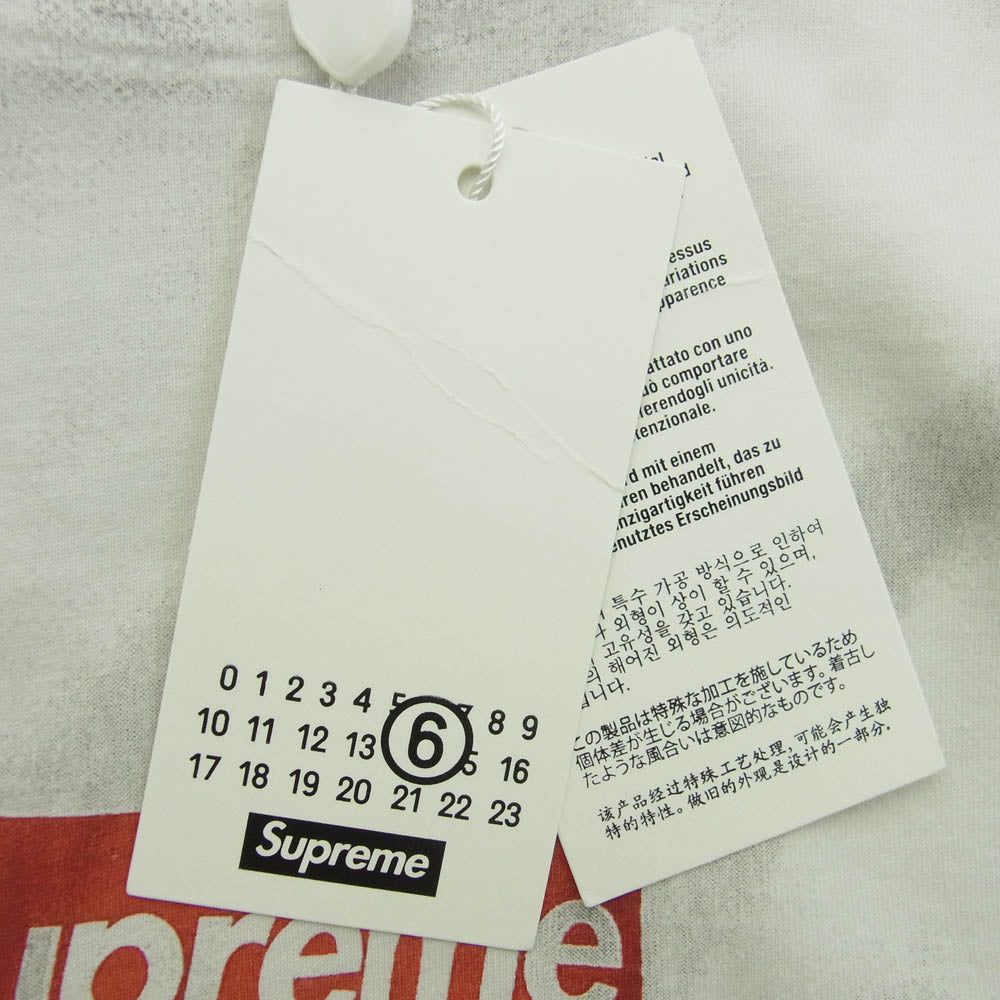 0 1 2 3 4 5 7 8 9
10 11 12 13 6 5 16
17 18 19 20 21 22 23
Supreme
essus
ariations
pparence
attato con uno
uò comportare
ferendogli unicità.
tenzionale.
d mit einem
ren behandelt, das zu
nzigartigkeit führen
enutztes Erscheinungsbild
특수 가공 방식으로 인하여
외형이 상이 할 수 있으며,
고유성을 갖고 있습니다.
해어진 외형은 의도적인
니다.
この製品は特殊な加工を施しているため
個体差が生じる場合がございます。着古し
たような風合いは意図的なものです。
该产品经过特殊工艺处理,可能会产生独
特的特性。做旧的外观是设计的一部分。
upreme